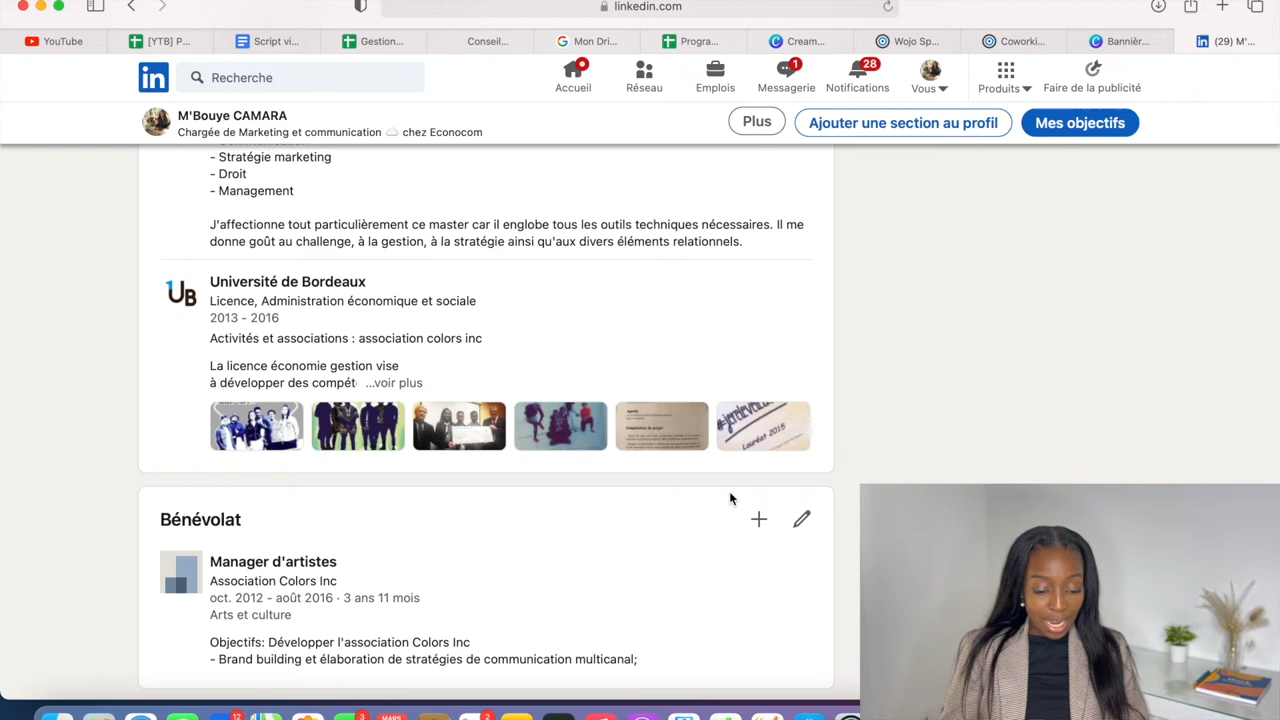 linkedin.com
YouTube
[YTB] P...
Script vi...
Gestion...
Conseil...
Mon Dri...
Progra...
Cream...
Wojo Sp...
Coworki...
Bannièr...
(29) M'...
in
Recherche
1
28
Accueil
Réseau
Emplois
Messagerie
Notifications
Vous
Produits
Faire de la publicité
M'Bouye CAMARA
Chargée de Marketing et communication chez Econocom
Plus
Ajouter une section au profil
Mes objectifs
- Stratégie marketing
- Droit
- Management
J'affectionne tout particulièrement ce master car il englobe tous les outils techniques nécessaires. Il me
donne goût au challenge, à la gestion, à la stratégie ainsi qu'aux divers éléments relationnels.
UB
Université de Bordeaux
Licence, Administration économique et sociale
2013 - 2016
Activités et associations : association colors inc
La licence économie gestion vise
à développer des compét ...voir plus
Lauréat 2015
Bénévolat
Manager d'artistes
Association Colors Inc
oct. 2012 - août 2016 · 3 ans 11 mois
Arts et culture
Objectifs: Développer l'association Colors Inc
- Brand building et élaboration de stratégies de communication multicanal;
12
3
MARS
2